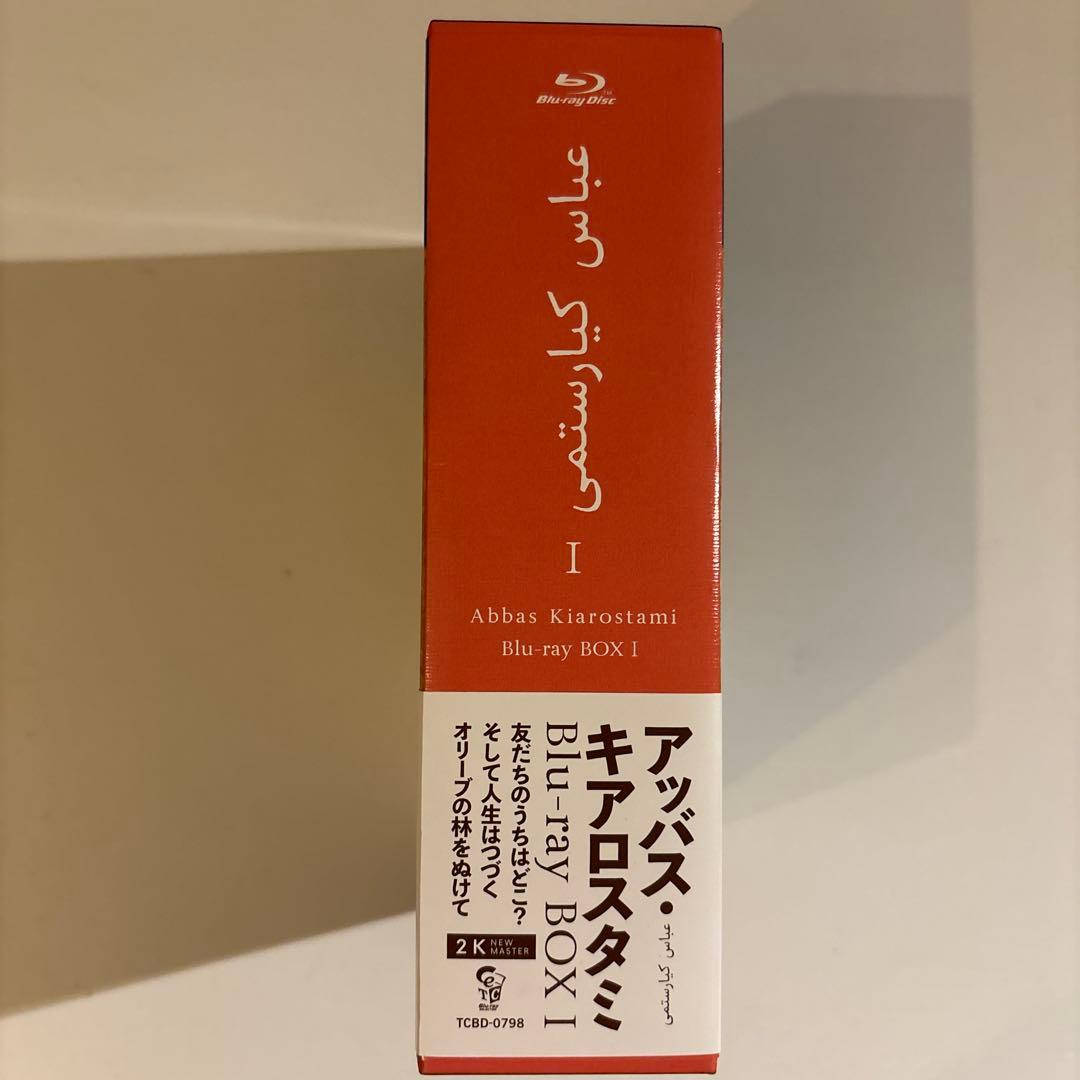 Blu-ray Disc™
عباس کیارستمی
I
Abbas Kiarostami
Blu-ray BOX I
アッバス・
キアロスタミ
عباس کیارستمی
Blu-ray BOX I
友だちのうちはどこ?
そして人生はつづく
オリーブの林をぬけて
2K NEW MASTER
TC
TCBD-0798